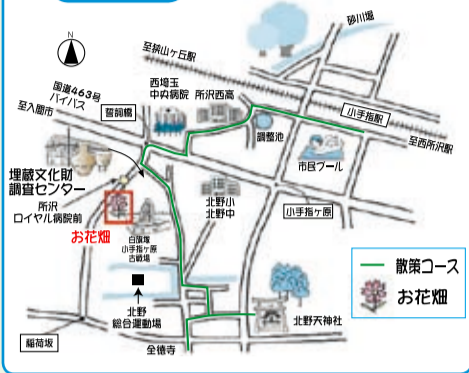 砂川堀
至狭山ヶ丘駅
N
国道463号
バイパス
西埼玉
中央病院
所沢西高
至入間市
誓詞橋
小手指駅
至西所沢駅
調整池
市民プール
埋蔵文化財
調査センター
北野小
北野中
小手指ヶ原
所沢
ロイヤル病院前
お花畑
白旗塚
小手指ヶ原
古戦場
散策コース
お花畑
北野
総合運動場
北野天神社
稲荷坂
全徳寺